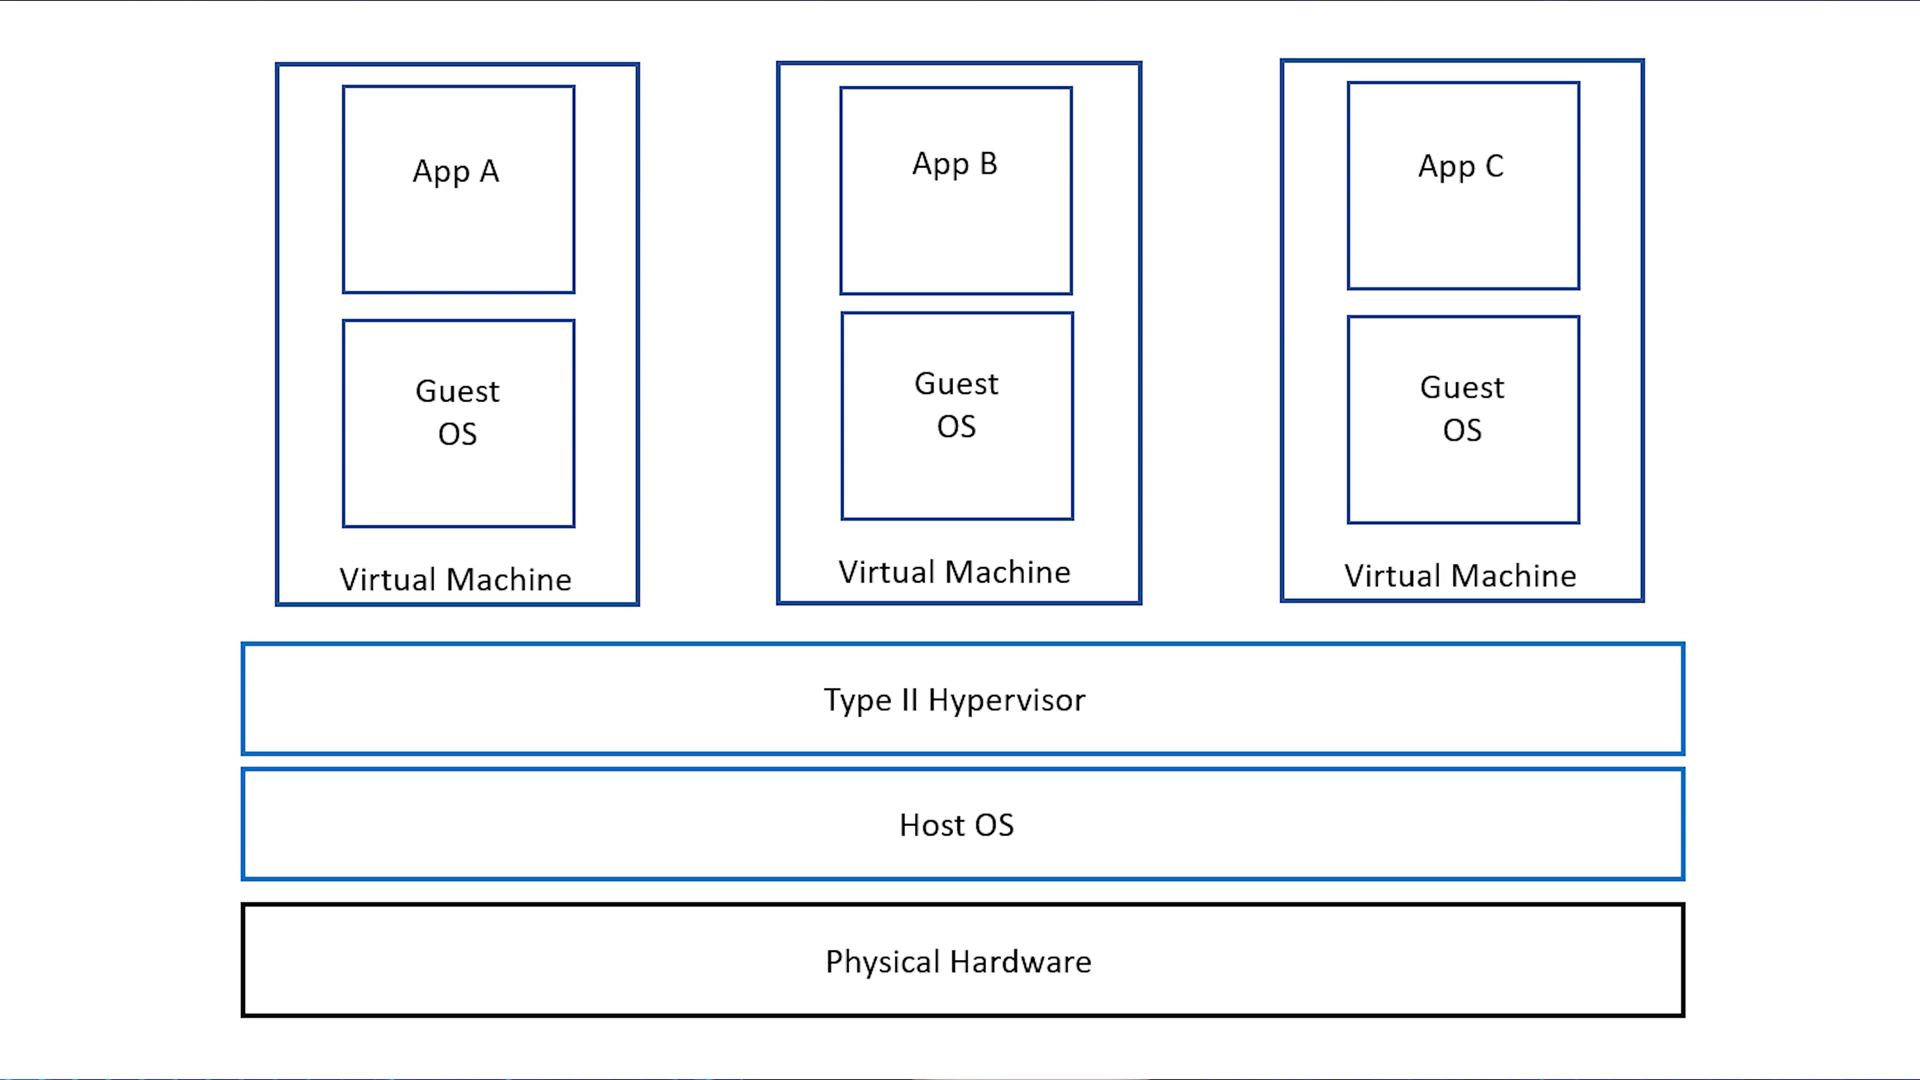 App A
Guest
OS
Virtual Machine
App B
Guest
OS
Virtual Machine
App C
Guest
OS
Virtual Machine
Type II Hypervisor
Host OS
Physical Hardware